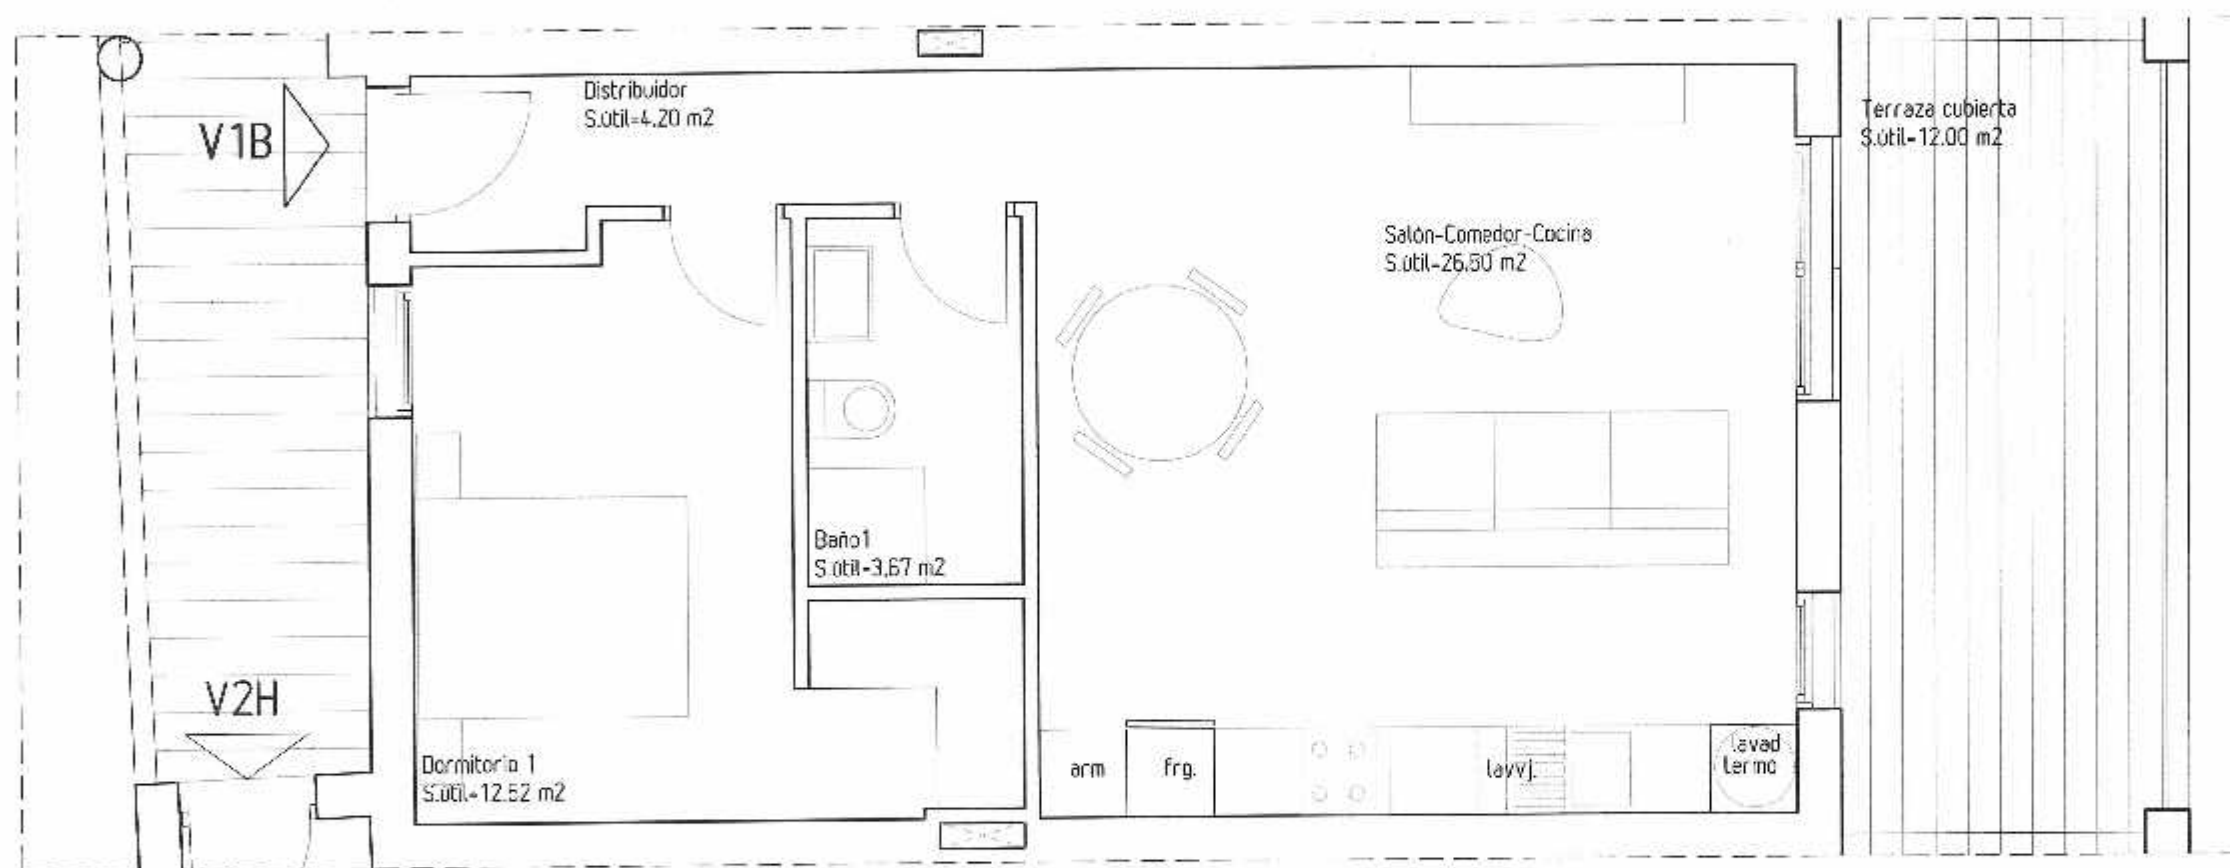 Distribuidor
S.útil=4.20 m2
V1B
Terraza cubierta
S.útil=12.00 m2
Salón-Comedor-Cocina
S.útil=26.60 m2
Baño1
S.útil=3,67 m2
V2H
Dormitorio 1
S.útil=12.52 m2
arm
frg.
lavvj.
lavad
termo